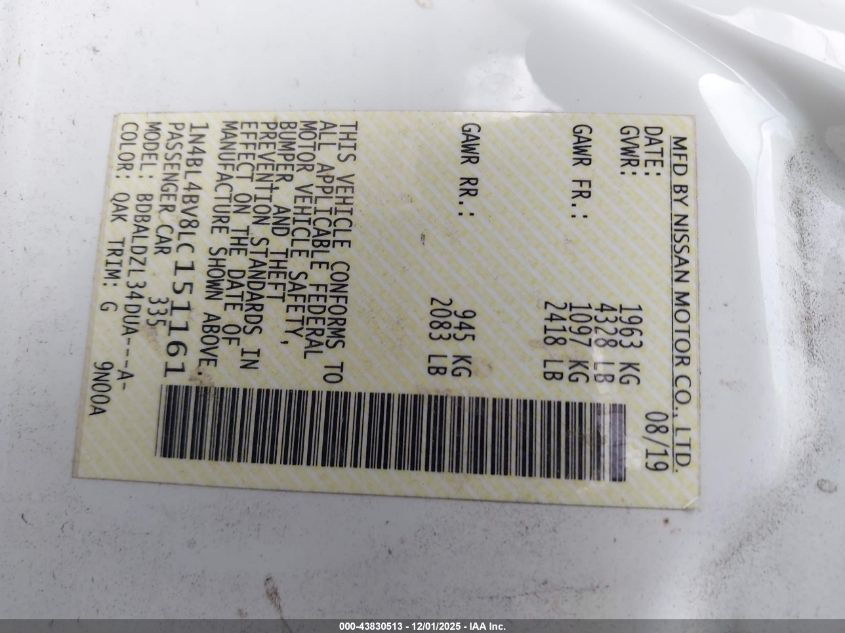 MFD BY NISSAN MOTOR CO., LTD.
DATE: 08/19
GVWR: 1963 KG
4328 LB
GAWR FR.: 1097 KG
2418 LB
GAWR RR.: 945 KG
2083 LB
THIS VEHICLE CONFORMS TO
ALL APPLICABLE FEDERAL
MOTOR VEHICLE SAFETY,
BUMPER AND THEFT
PREVENTION STANDARDS IN
EFFECT ON THE DATE OF
MANUFACTURE SHOWN ABOVE.
1N4BL4BV8LC151161
PASSENGER CAR 335
MODEL: BDBALDZL34DUA---A-
COLOR: QAK TRIM: G 9N00A
000-43830513 - 12/01/2025 - IAA Inc.